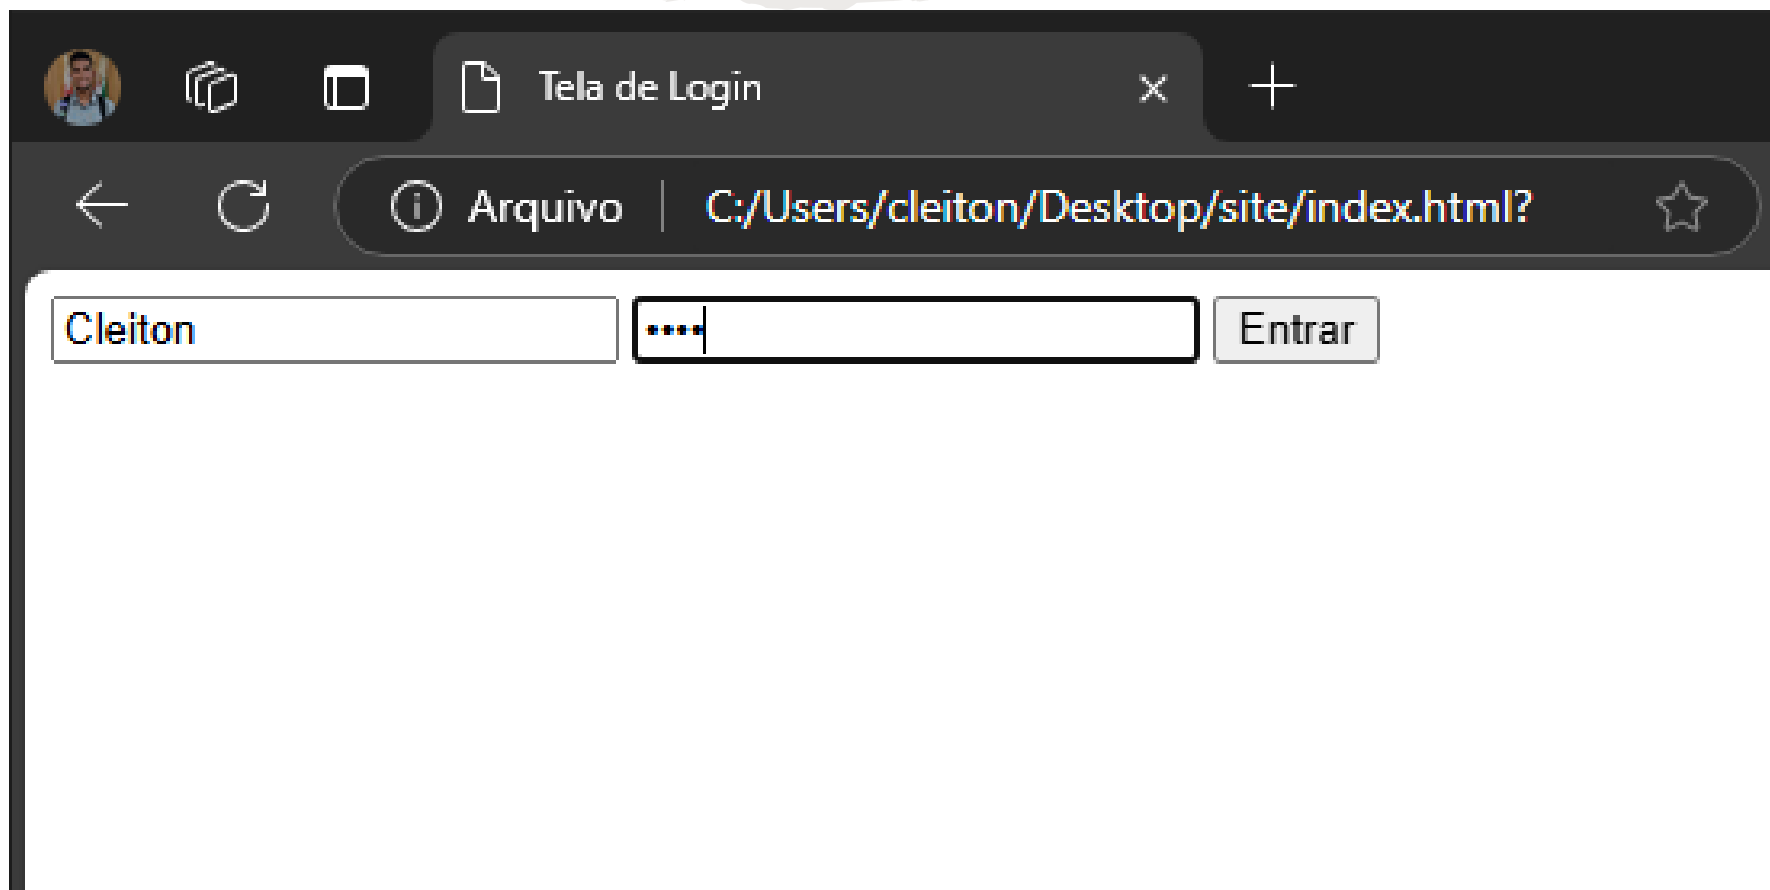 Tela de Login
Arquivo C:/Users/cleiton/Desktop/site/index.html?
Cleiton •••• Entrar